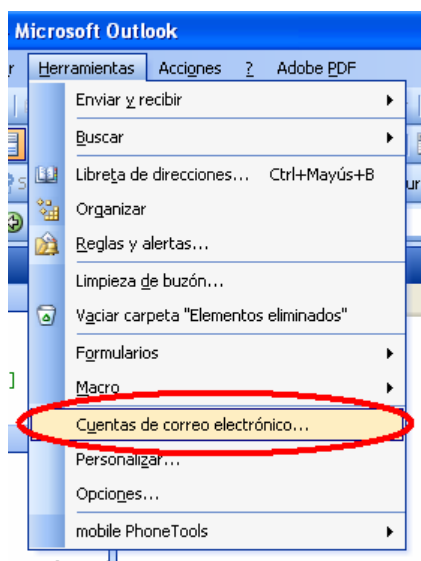 Microsoft Outlook
Herramientas Acciones ? Adobe PDF
Enviar y recibir
Buscar
Libreta de direcciones... Ctrl+Mayús+B
Organizar
Reglas y alertas...
Limpieza de buzón...
Vaciar carpeta "Elementos eliminados"
Formularios
Macro
Cuentas de correo electrónico...
Personalizar...
Opciones...
mobile PhoneTools